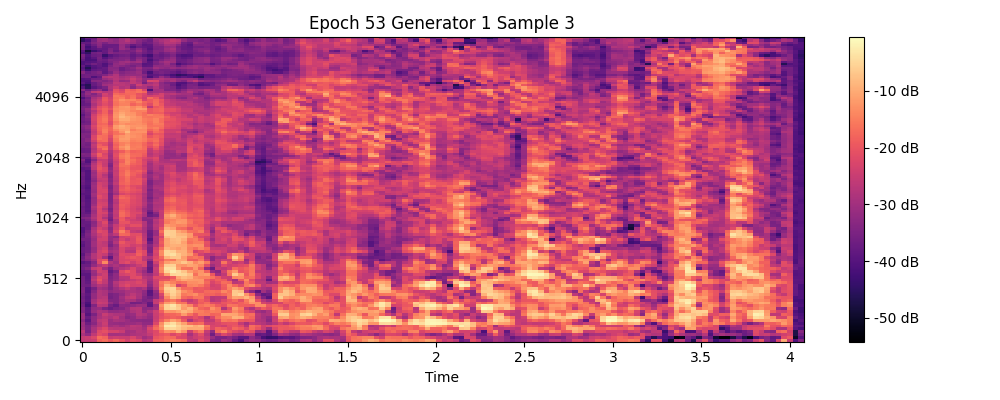 Epoch 53 Generator 1 Sample 3
Hz
4096
2048
1024
512
0
0 0.5 1 1.5 2 2.5 3 3.5 4
Time
-10 dB
-20 dB
-30 dB
-40 dB
-50 dB